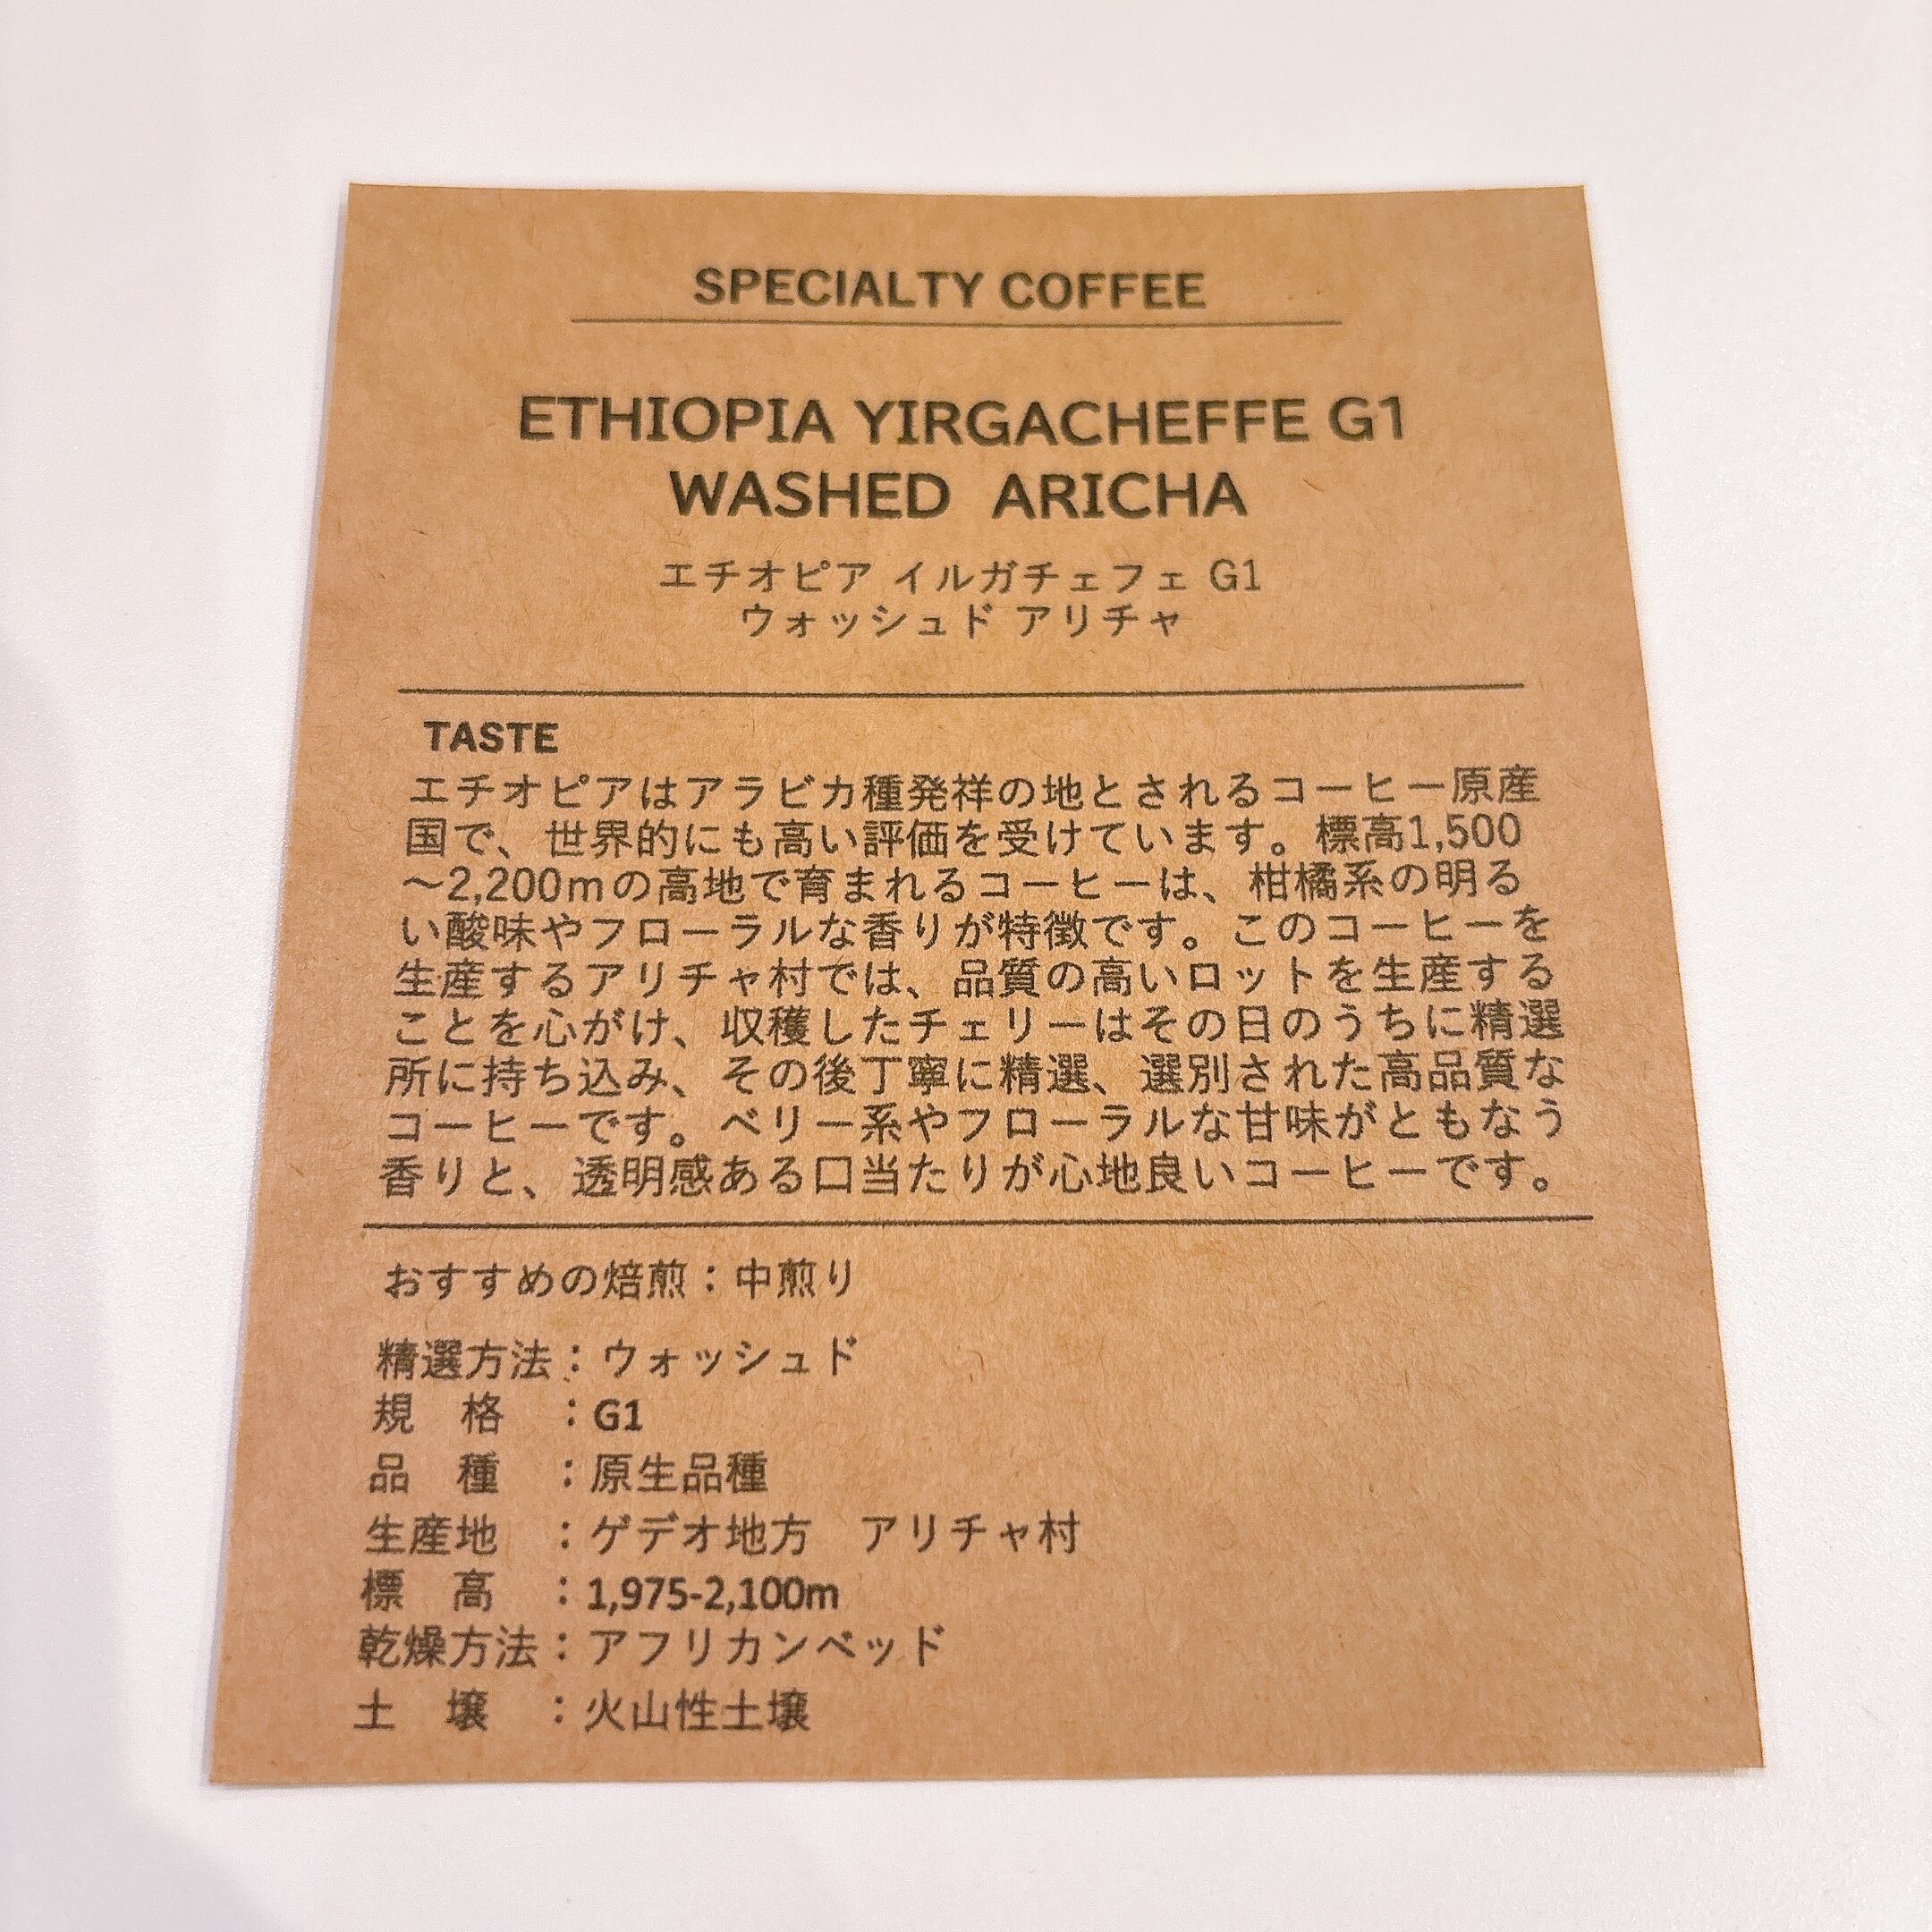 SPECIALTY COFFEE
ETHIOPIA YIRGACHEFFE G1
WASHED ARICHA
エチオピア イルガチェフェ G1
ウォッシュド アリチャ
TASTE
エチオピアはアラビカ種発祥の地とされるコーヒー原産
国で、世界的にも高い評価を受けています。標高1,500
～2,200mの高地で育まれるコーヒーは、柑橘系の明る
い酸味やフローラルな香りが特徴です。このコーヒーを
生産するアリチャ村では、品質の高いロットを生産する
ことを心がけ、収穫したチェリーはその日のうちに精選
所に持ち込み、その後丁寧に精選、選別された高品質な
コーヒーです。ベリー系やフローラルな甘味がともなう
香りと、透明感ある口当たりが心地良いコーヒーです。
おすすめの焙煎：中煎り
精選方法：ウォッシュド
規　格　：G1
品　種　：原生品種
生産地　：ゲデオ地方　アリチャ村
標　高　：1,975-2,100m
乾燥方法：アフリカンベッド
土　壌　：火山性土壌